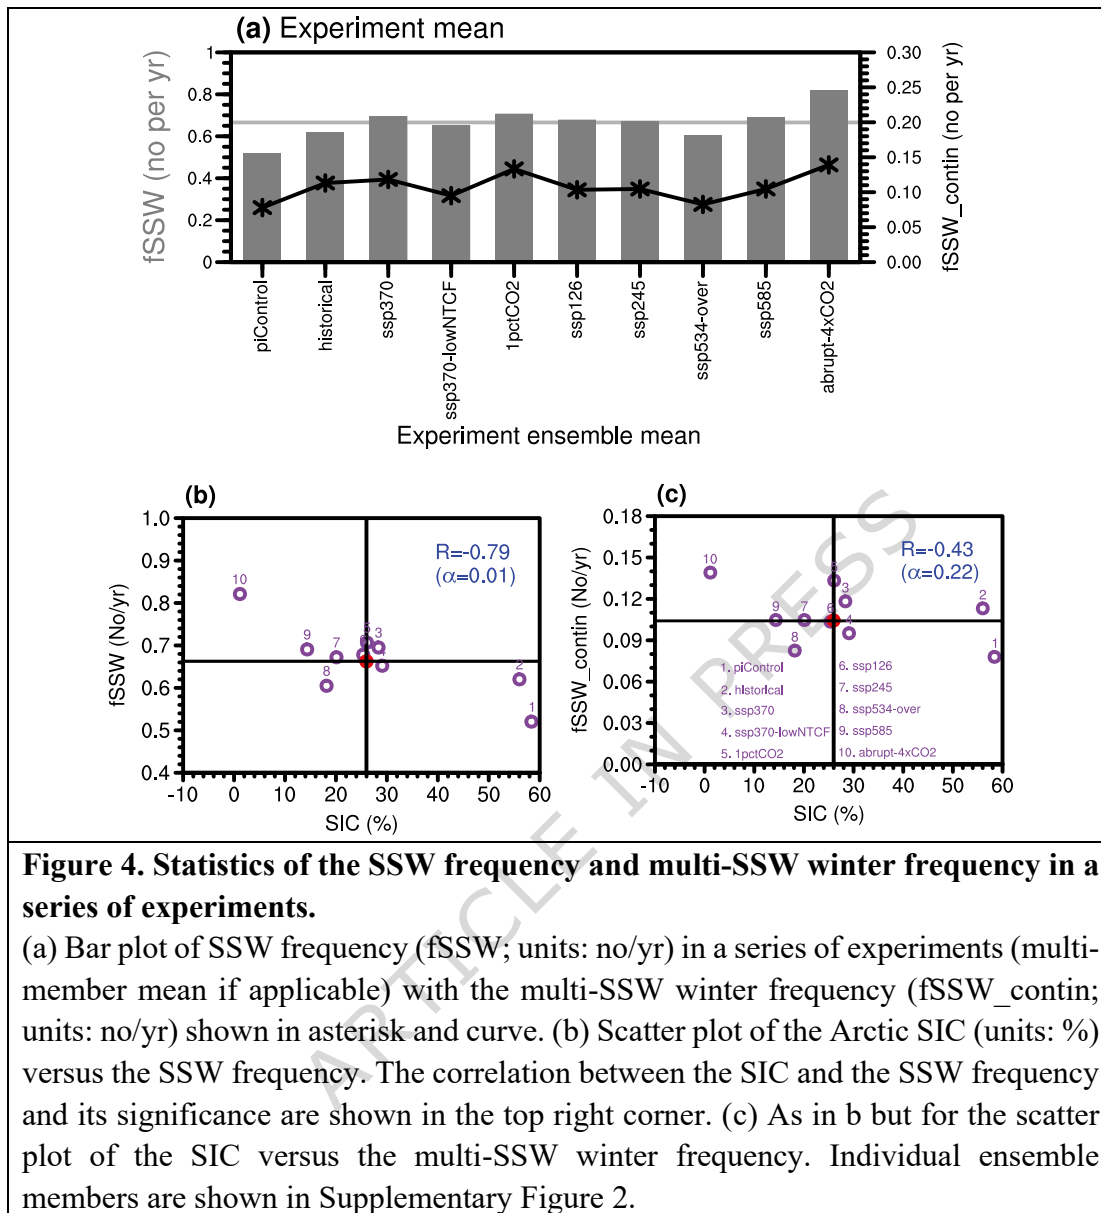 (a) Experiment mean
fSSW (no per yr)
1
0.8
0.6
0.4
0.2
0
0.30
0.25
0.20
0.15
0.10
0.05
0.00
fSSW_contin (no per yr)
piControl
historical
ssp370
ssp370-lowNTCF
1pctCO2
ssp126
ssp245
ssp534-over
ssp585
abrupt-4xCO2
Experiment ensemble mean
(b)
fSSW (No/yr)
1.0
0.9
0.8
0.7
0.6
0.5
0.4
R=-0.79
(α=0.01)
10
9
7
8
6
5
3
4
2
1
-10 0 10 20 30 40 50 60
SIC (%)
(c)
fSSW_contin (No/yr)
0.18
0.15
0.12
0.09
0.06
0.03
0.00
R=-0.43
(α=0.22)
10
9
7
8
6
5
3
4
2
1
1. piControl
2. historical
3. ssp370
4. ssp370-lowNTCF
5. 1pctCO2
6. ssp126
7. ssp245
8. ssp534-over
9. ssp585
10. abrupt-4xCO2
-10 0 10 20 30 40 50 60
SIC (%)
ARTICLE IN PRESS
Figure 4. Statistics of the SSW frequency and multi-SSW winter frequency in a
series of experiments.
(a) Bar plot of SSW frequency (fSSW; units: no/yr) in a series of experiments (multi-
member mean if applicable) with the multi-SSW winter frequency (fSSW_contin;
units: no/yr) shown in asterisk and curve. (b) Scatter plot of the Arctic SIC (units: %)
versus the SSW frequency. The correlation between the SIC and the SSW frequency
and its significance are shown in the top right corner. (c) As in b but for the scatter
plot of the SIC versus the multi-SSW winter frequency. Individual ensemble
members are shown in Supplementary Figure 2.